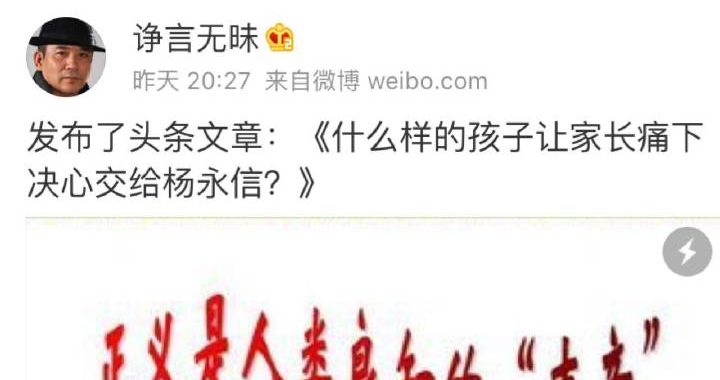 诤言无昧
昨天 20:27 来自微博 weibo.com
发布了头条文章：《什么样的孩子让家长痛下
决心交给杨永信？》
正义是人类良知的“